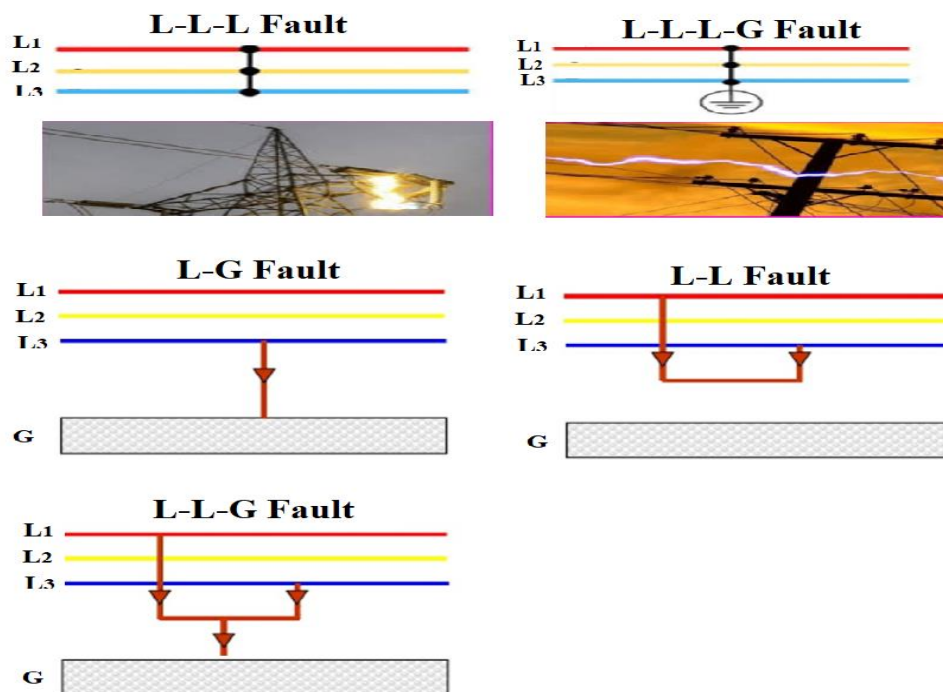 L-L-L Fault
L1
L2
L3
L-L-L-G Fault
L1
L2
L3
L-G Fault
L1
L2
L3
G
L-L Fault
L1
L2
L3
G
L-L-G Fault
L1
L2
L3
G